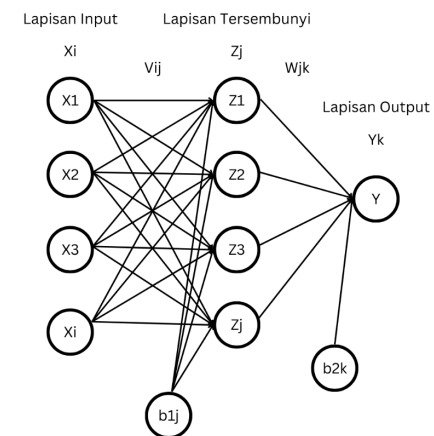 Lapisan Input
Lapisan Tersembunyi
Xi
Zj
Vij
Wjk
Lapisan Output
Yk
X1
Z1
X2
Z2
Y
X3
Z3
Xi
Zj
b2k
b1j